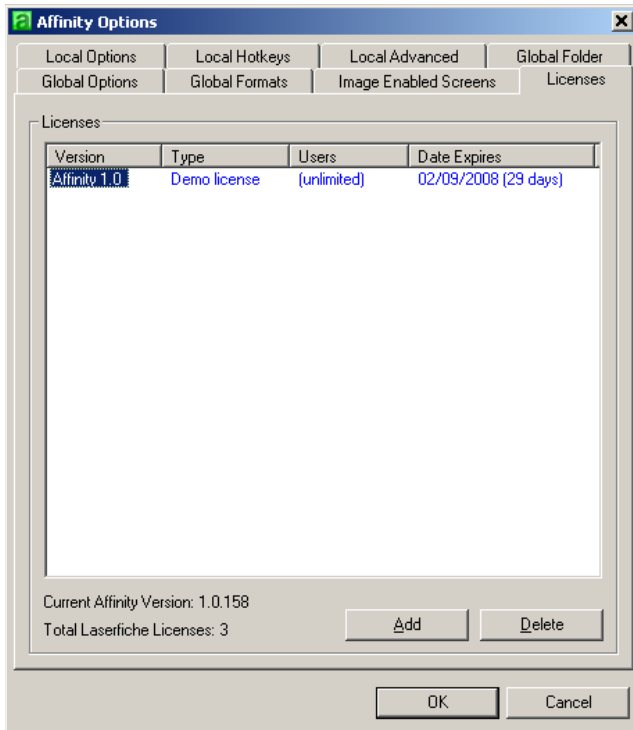 Affinity Options
Local Options Local Hotkeys Local Advanced Global Folder
Global Options Global Formats Image Enabled Screens Licenses
Licenses
Version Type Users Date Expires
Affinity 1.0 Demo license (unlimited) 02/09/2008 (29 days)
Current Affinity Version: 1.0.158
Total Laserfiche Licenses: 3
Add Delete
OK Cancel